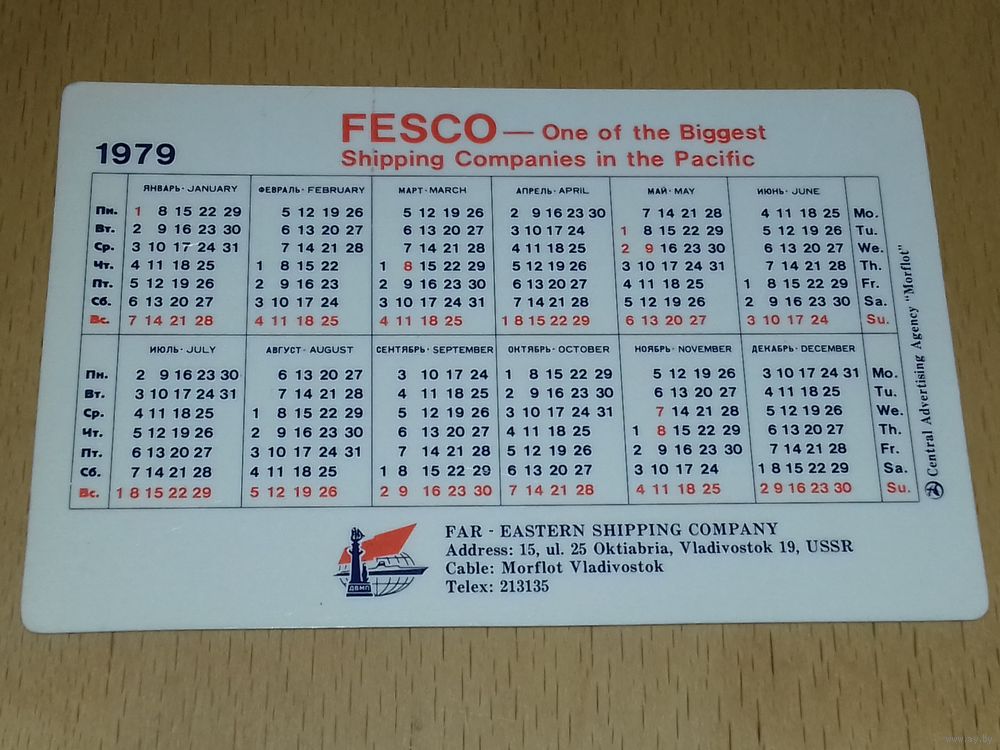 1979
FESCO — One of the Biggest
Shipping Companies in the Pacific
ЯНВАРЬ · JANUARY ФЕВРАЛЬ · FEBRUARY МАРТ · MARCH АПРЕЛЬ · APRIL МАЙ · MAY ИЮНЬ · JUNE
Пн. 1 8 15 22 29 5 12 19 26 5 12 19 26 2 9 16 23 30 7 14 21 28 4 11 18 25 Mo.
Вт. 2 9 16 23 30 6 13 20 27 6 13 20 27 3 10 17 24 1 8 15 22 29 5 12 19 26 Tu.
Ср. 3 10 17 24 31 7 14 21 28 7 14 21 28 4 11 18 25 2 9 16 23 30 6 13 20 27 We.
Чт. 4 11 18 25 1 8 15 22 1 8 15 22 29 5 12 19 26 3 10 17 24 31 7 14 21 28 Th.
Пт. 5 12 19 26 2 9 16 23 2 9 16 23 30 6 13 20 27 4 11 18 25 1 8 15 22 29 Fr.
Сб. 6 13 20 27 3 10 17 24 3 10 17 24 31 7 14 21 28 5 12 19 26 2 9 16 23 30 Sa.
Вс. 7 14 21 28 4 11 18 25 4 11 18 25 1 8 15 22 29 6 13 20 27 3 10 17 24 Su.
ИЮЛЬ · JULY АВГУСТ · AUGUST СЕНТЯБРЬ · SEPTEMBER ОКТЯБРЬ · OCTOBER НОЯБРЬ · NOVEMBER ДЕКАБРЬ · DECEMBER
Пн. 2 9 16 23 30 6 13 20 27 3 10 17 24 1 8 15 22 29 5 12 19 26 3 10 17 24 31 Mo.
Вт. 3 10 17 24 31 7 14 21 28 4 11 18 25 2 9 16 23 30 6 13 20 27 4 11 18 25 Tu.
Ср. 4 11 18 25 1 8 15 22 29 5 12 19 26 3 10 17 24 31 7 14 21 28 5 12 19 26 We.
Чт. 5 12 19 26 2 9 16 23 30 6 13 20 27 4 11 18 25 1 8 15 22 29 6 13 20 27 Th.
Пт. 6 13 20 27 3 10 17 24 31 7 14 21 28 5 12 19 26 2 9 16 23 30 7 14 21 28 Fr.
Сб. 7 14 21 28 4 11 18 25 1 8 15 22 29 6 13 20 27 3 10 17 24 1 8 15 22 29 Sa.
Вс. 1 8 15 22 29 5 12 19 26 2 9 16 23 30 7 14 21 28 4 11 18 25 2 9 16 23 30 Su.
Central Advertising Agency "Morflot"
ДВМП
FAR - EASTERN SHIPPING COMPANY
Address: 15, ul. 25 Oktiabria, Vladivostok 19, USSR
Cable: Morflot Vladivostok
Telex: 213135
www.ay.by